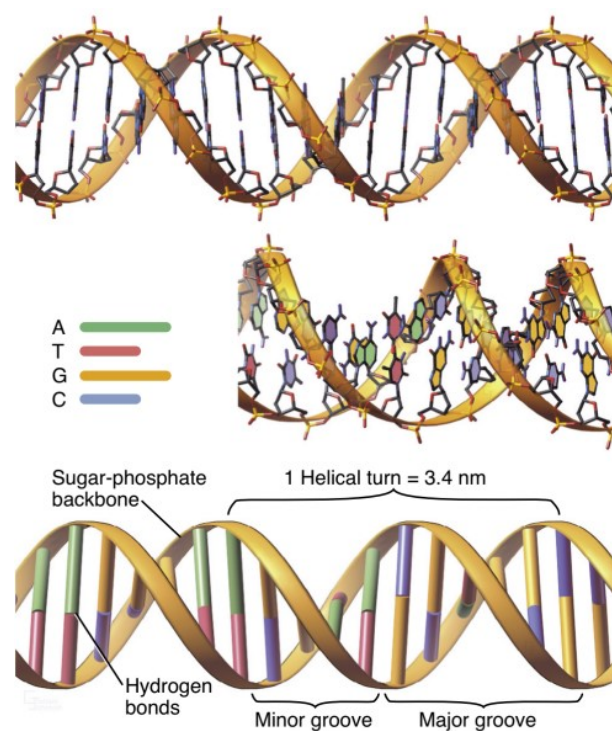 A
T
G
C
Sugar-phosphate
backbone
1 Helical turn = 3.4 nm
Hydrogen
bonds
Minor groove
Major groove